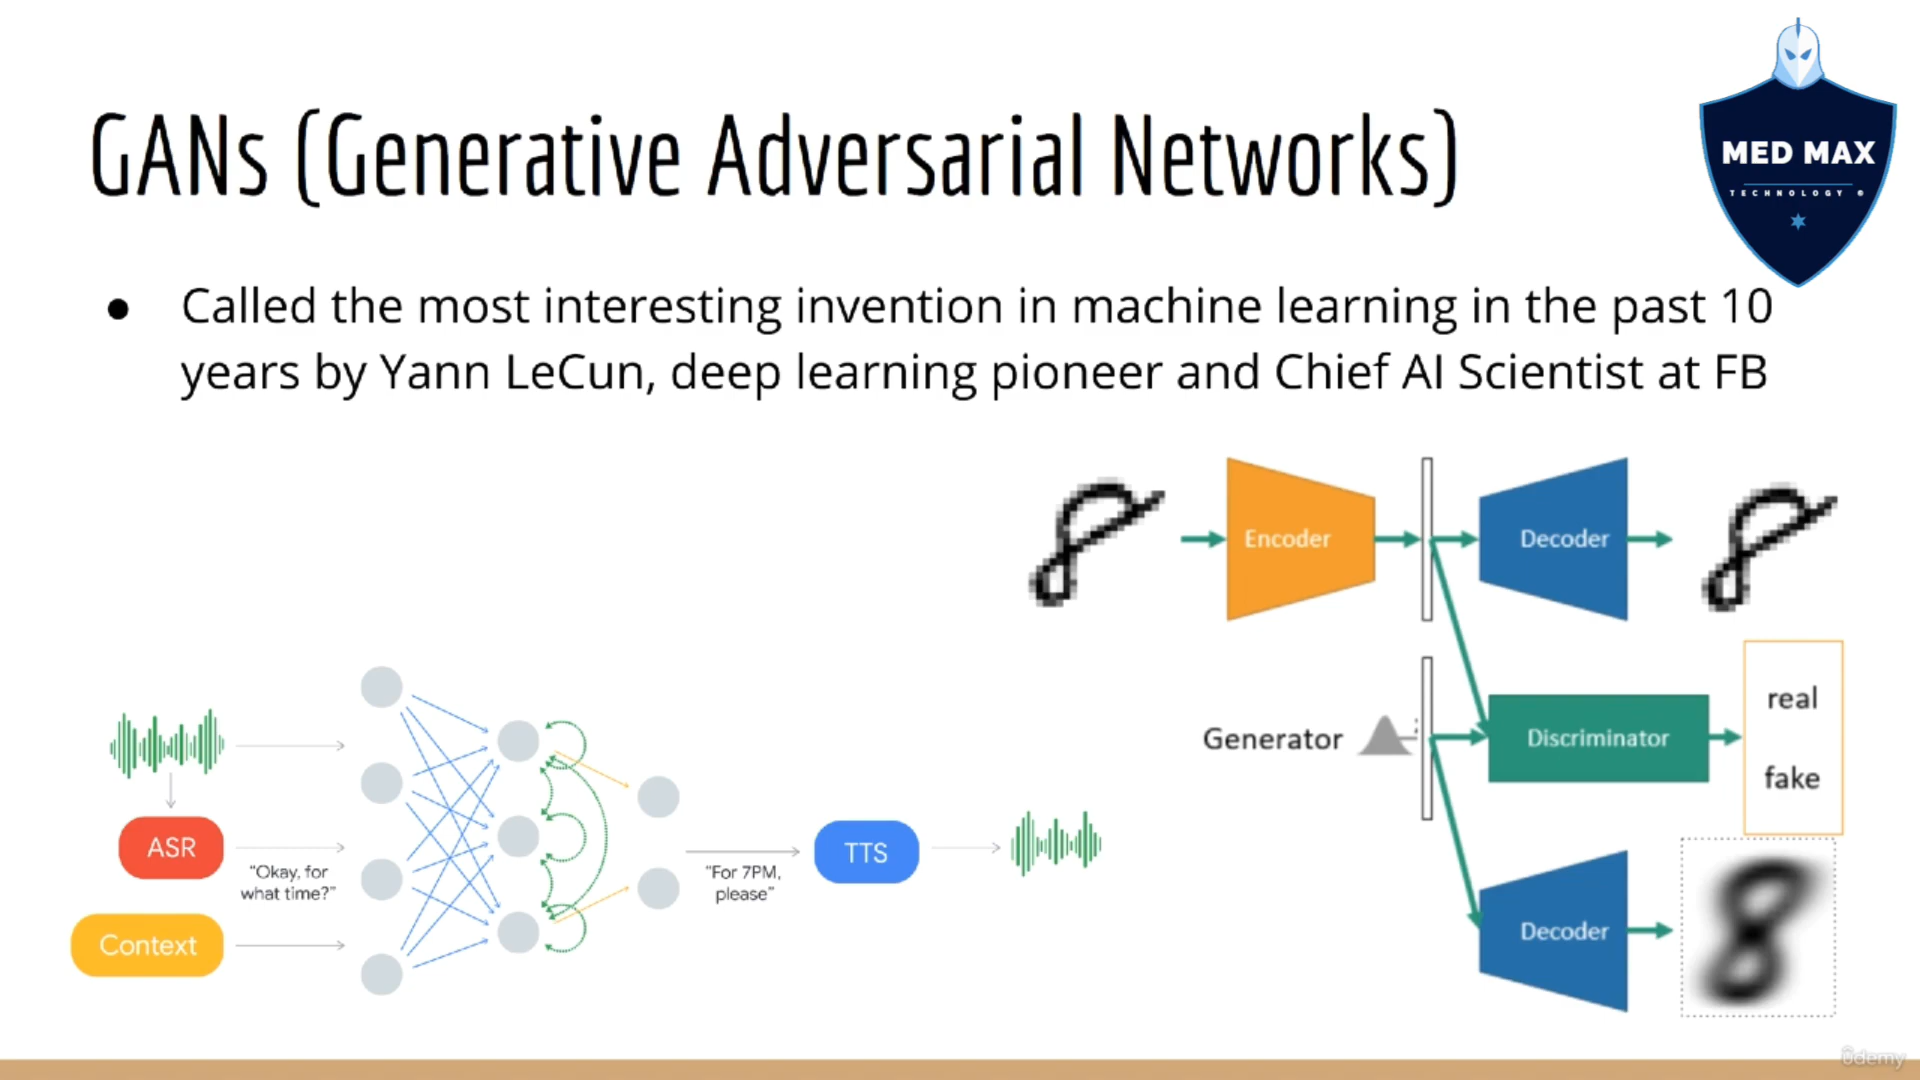 GANs (Generative Adversarial Networks)
MED MAX
TECHNOLOGY
● Called the most interesting invention in machine learning in the past 10
years by Yann LeCun, deep learning pioneer and Chief AI Scientist at FB
Encoder
Decoder
Generator
Discriminator
real
fake
Decoder
ASR
"Okay, for
what time?"
Context
"For 7PM,
please"
TTS
udemy